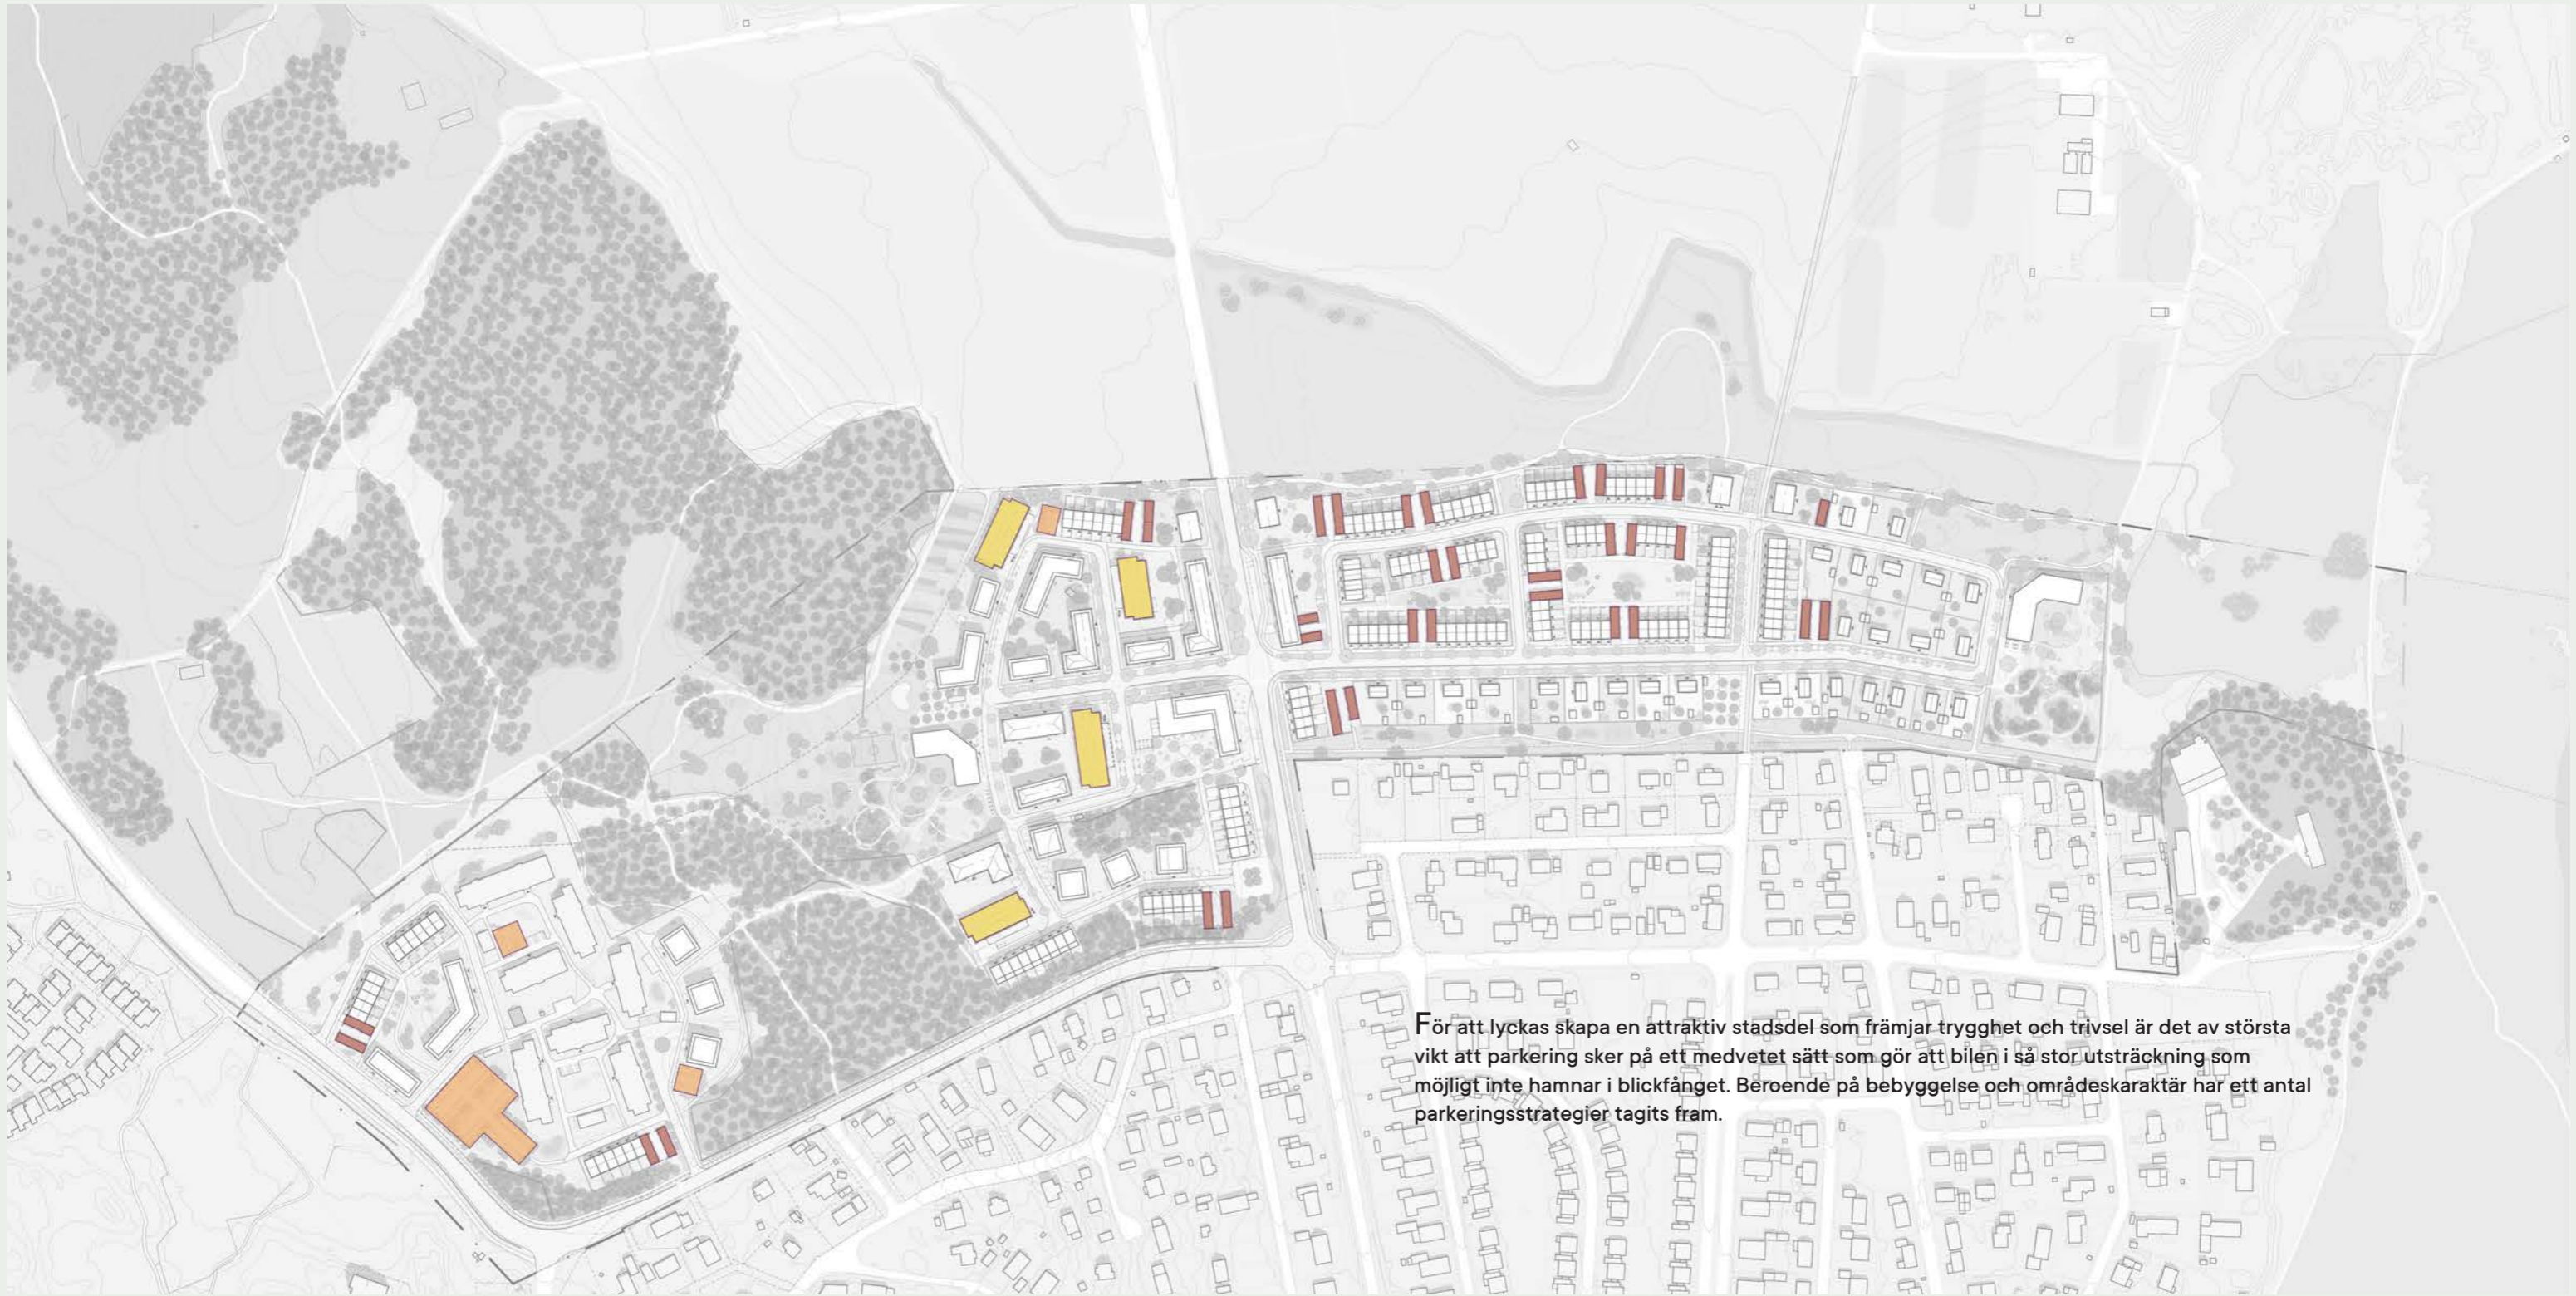 För att lyckas skapa en attraktiv stadsdel som främjar trygghet och trivsel är det av största
vikt att parkering sker på ett medvetet sätt som gör att bilen i så stor utsträckning som
möjligt inte hamnar i blickfånget. Beroende på bebyggelse och områdeskaraktär har ett antal
parkeringsstrategier tagits fram.